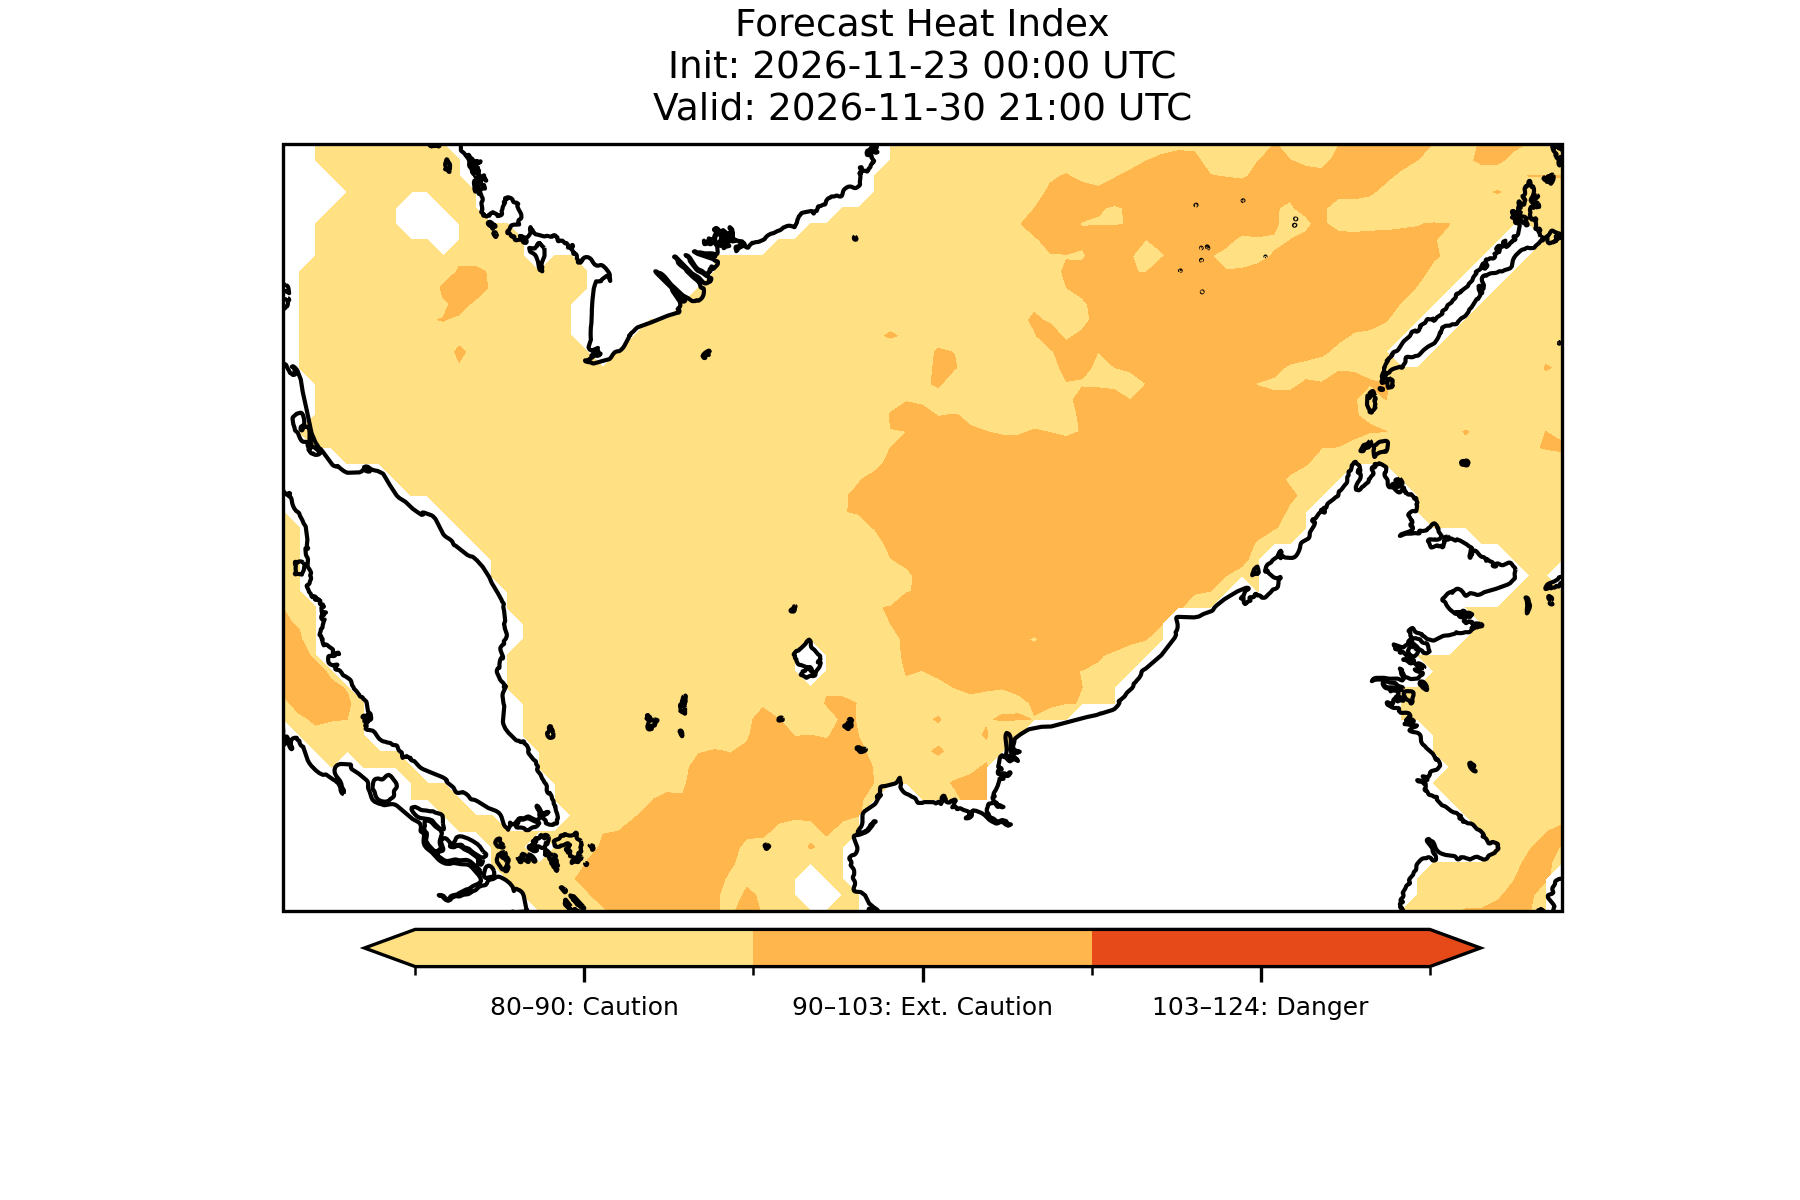 Forecast Heat Index
Init: 2026-11-23 00:00 UTC
Valid: 2026-11-30 21:00 UTC
80–90: Caution
90–103: Ext. Caution
103–124: Danger